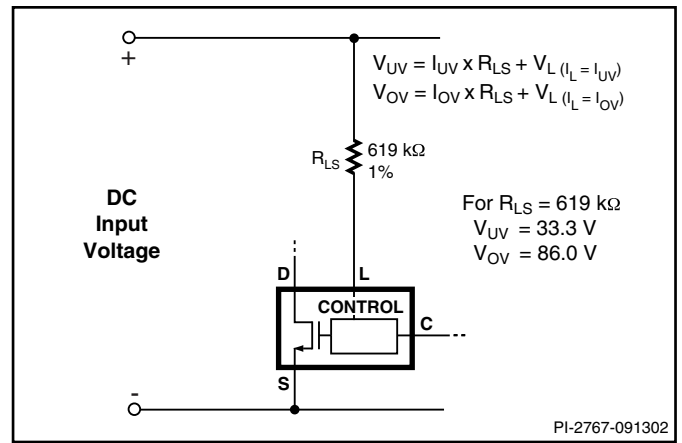 +
V_UV = I_UV x R_LS + V_L (I_L = I_UV)
V_OV = I_OV x R_LS + V_L (I_L = I_OV)
R_LS
619 kΩ
1%
DC
Input
Voltage
For R_LS = 619 kΩ
V_UV = 33.3 V
V_OV = 86.0 V
D
L
CONTROL
C
S
-
PI-2767-091302